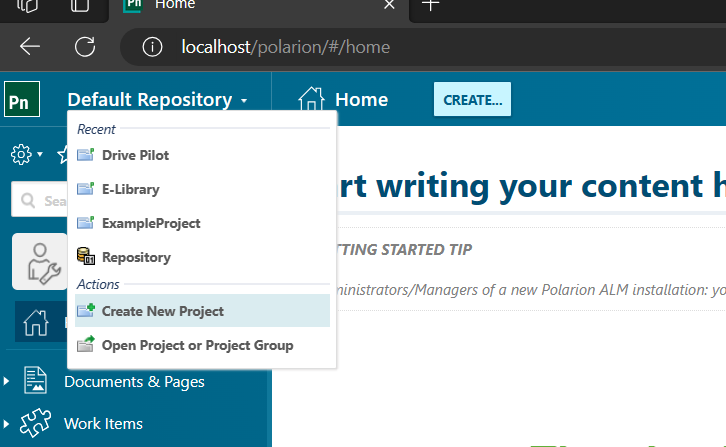 Home
localhost/polarion/#/home
Pn
Default Repository
Home
CREATE...
Recent
Drive Pilot
E-Library
ExampleProject
Repository
Actions
Create New Project
Open Project or Project Group
Sea
rt writing your content h
TTING STARTED TIP
ministrators/Managers of a new Polarion ALM installation: yo
Documents & Pages
Work Items